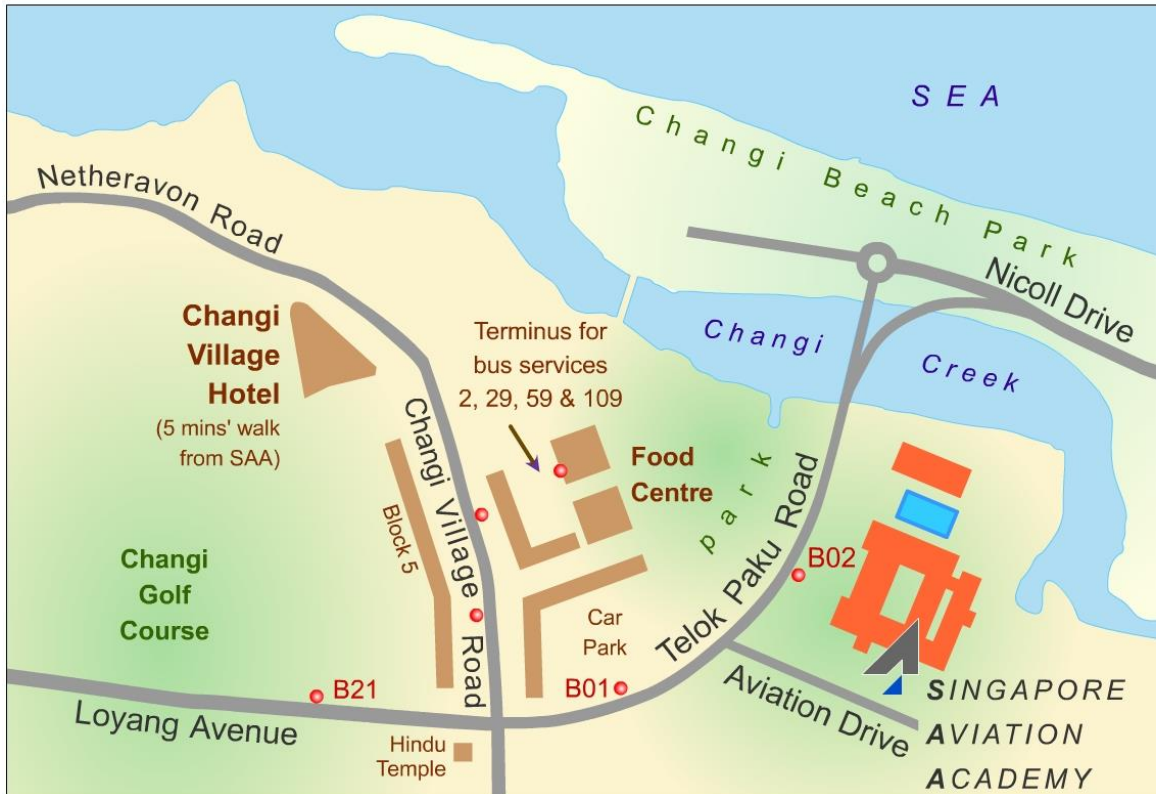 SEA
Changi Beach Park
Netheravon Road
Nicoll Drive
Changi
Village
Hotel
(5 mins' walk
from SAA)
Terminus for
bus services
2, 29, 59 & 109
Changi Creek
Changi Village Road
Block 5
Food
Centre
park
Telok Paku Road
B02
Changi
Golf
Course
Car
Park
B21
B01
Loyang Avenue
Aviation Drive
Hindu
Temple
SINGAPORE
AVIATION
ACADEMY